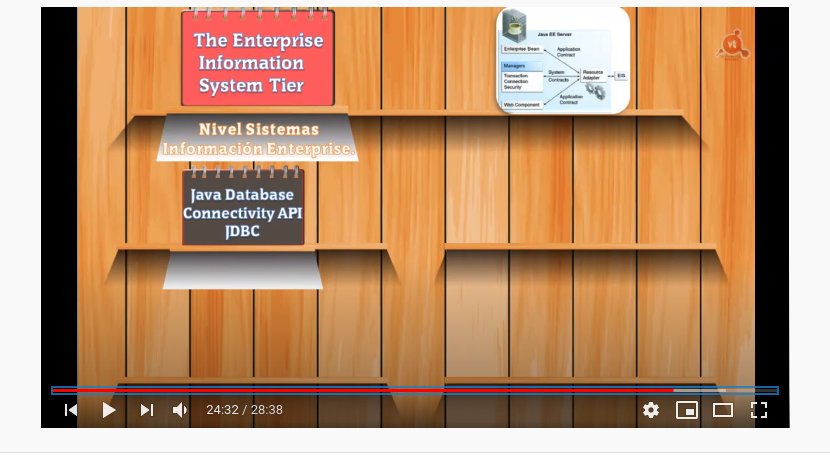 The Enterprise
Information
System Tier
Nivel Sistemas
Información Enterprise.
Java Database
Connectivity API
JDBC
Java EE Server
Enterprise Bean
Application
Contract
Managers
Transaction
Connection
Security
System
Contracts
Resource
Adapter
EIS
Application
Contract
Web Component
vt
24:32 / 28:38